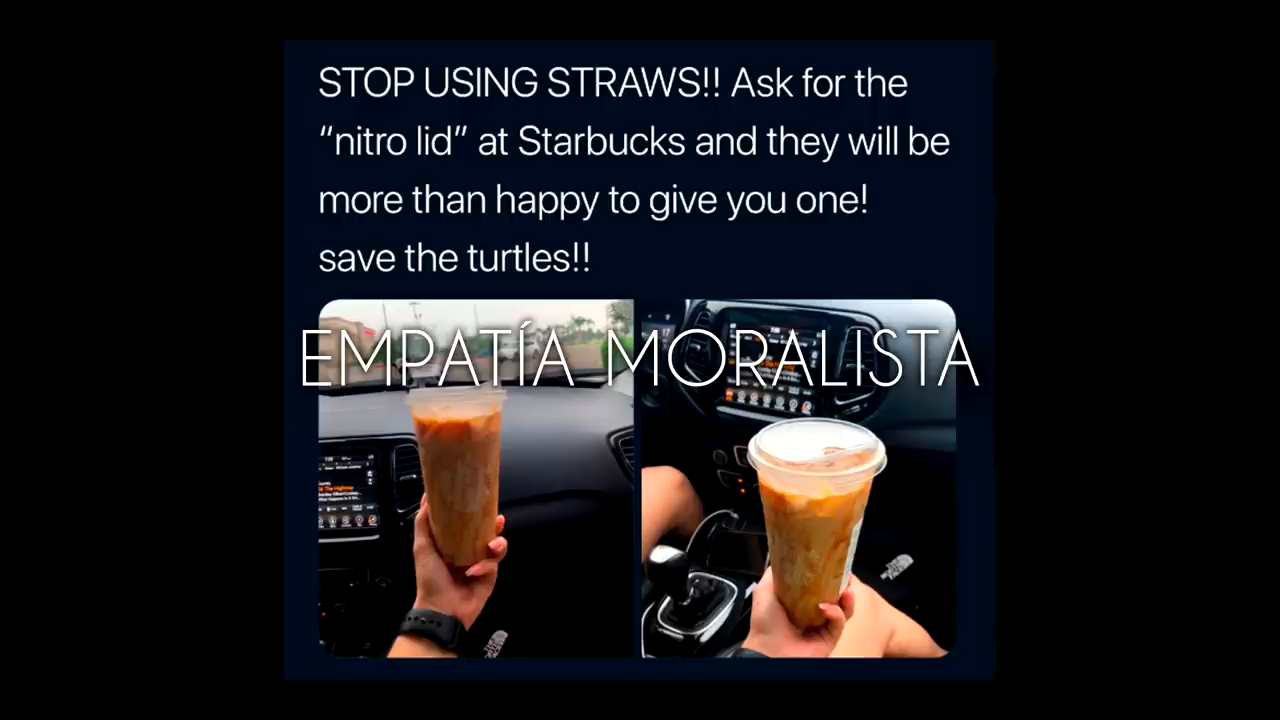 STOP USING STRAWS!! Ask for the
“nitro lid” at Starbucks and they will be
more than happy to give you one!
save the turtles!!
EMPATÍA MORALISTA